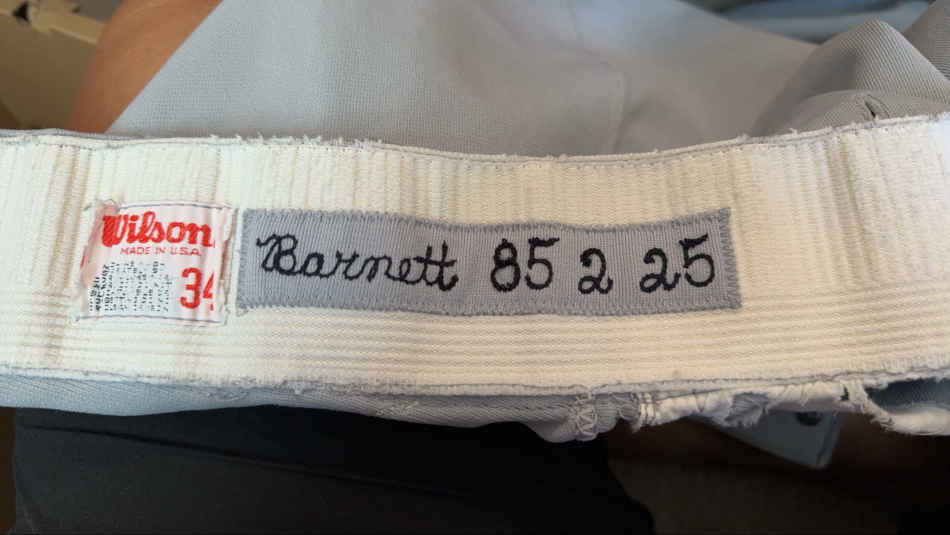 Wilson
MADE IN U.S.A.
34
Barnett 85 2 25